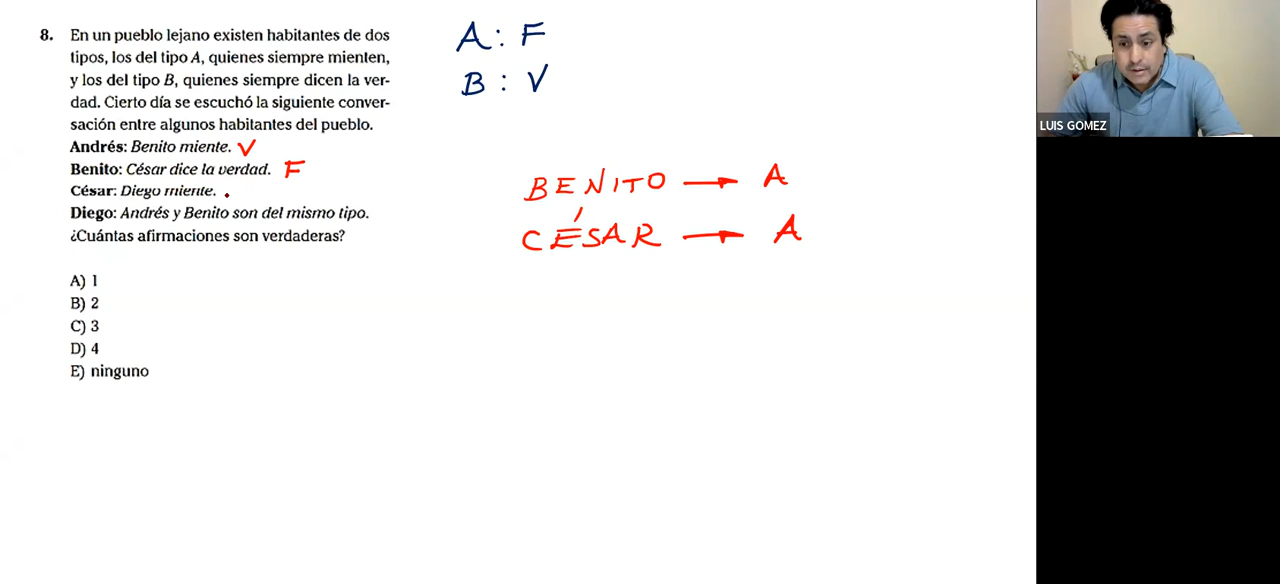 8. En un pueblo lejano existen habitantes de dos
tipos, los del tipo A, quienes siempre mienten,
y los del tipo B, quienes siempre dicen la ver-
dad. Cierto día se escuchó la siguiente conver-
sación entre algunos habitantes del pueblo.
Andrés: Benito miente. V
Benito: César dice la verdad. F
César: Diego miente.
Diego: Andrés y Benito son del mismo tipo.
¿Cuántas afirmaciones son verdaderas?
A) 1
B) 2
C) 3
D) 4
E) ninguno
A : F
B : V
BENITO → A
CÉSAR → A
LUIS GOMEZ